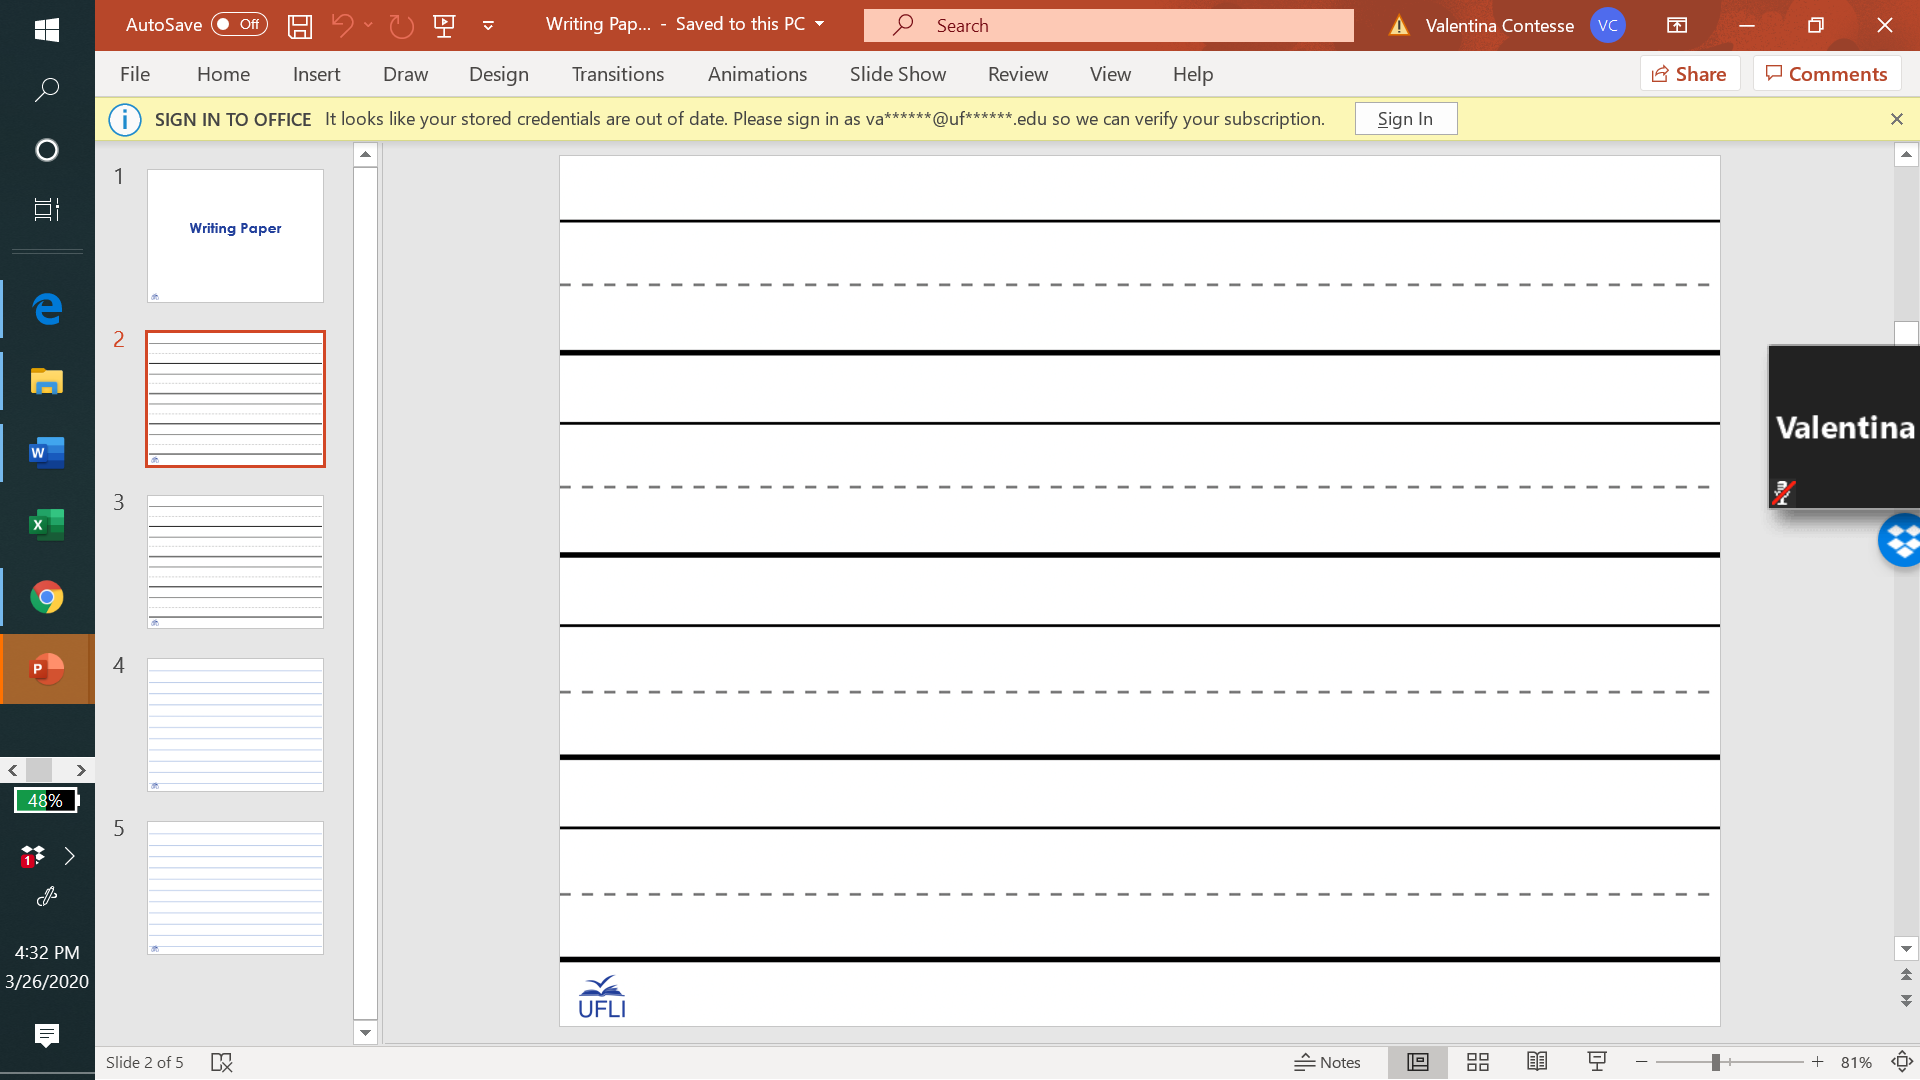 AutoSave Off Writing Pap... - Saved to this PC Search Valentina Contesse VC
File Home Insert Draw Design Transitions Animations Slide Show Review View Help Share Comments
SIGN IN TO OFFICE It looks like your stored credentials are out of date. Please sign in as va******@uf******.edu so we can verify your subscription. Sign In
1
Writing Paper
2
3
4
5
UFLI
Valentina
48%
1
4:32 PM
3/26/2020
Slide 2 of 5 Notes 81%